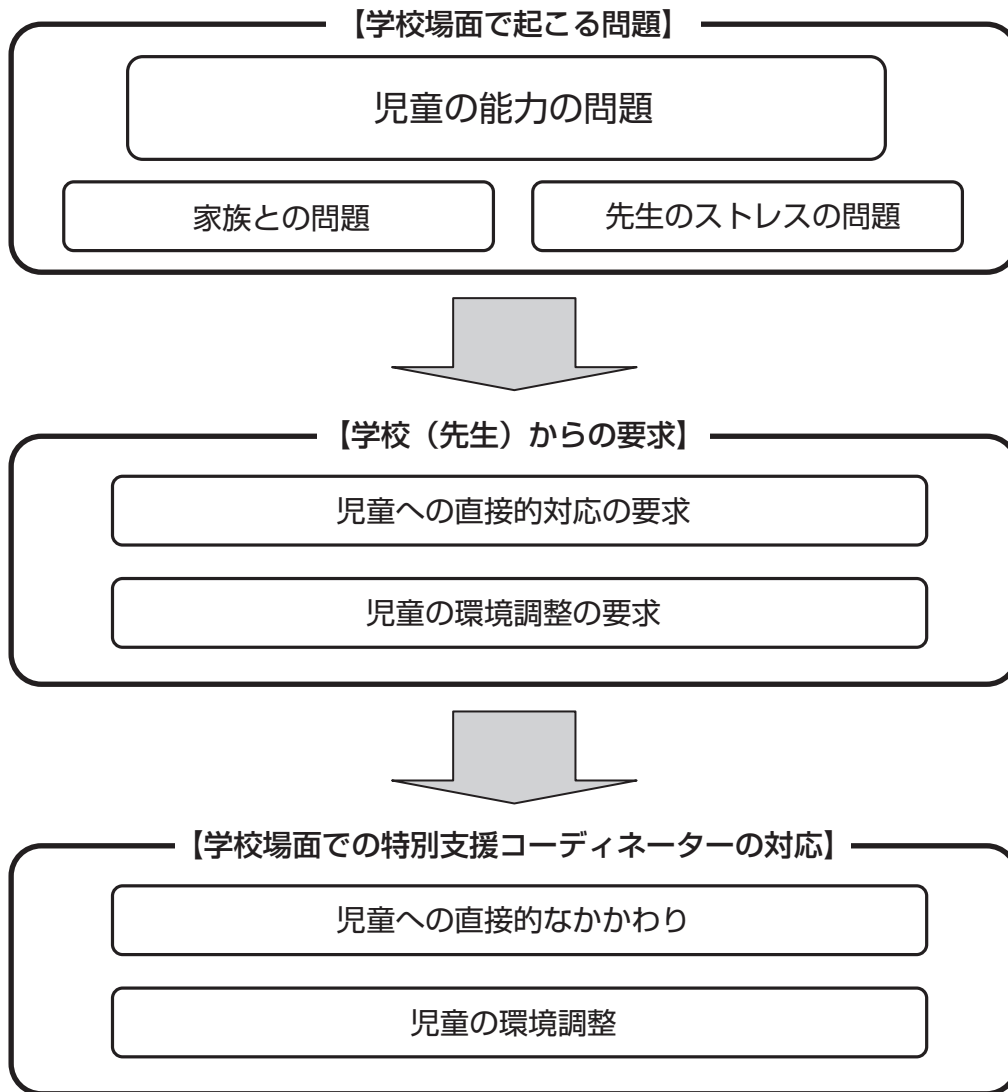 【学校場面で起こる問題】
児童の能力の問題
家族との問題
先生のストレスの問題
【学校（先生）からの要求】
児童への直接的対応の要求
児童の環境調整の要求
【学校場面での特別支援コーディネーターの対応】
児童への直接的なかかわり
児童の環境調整